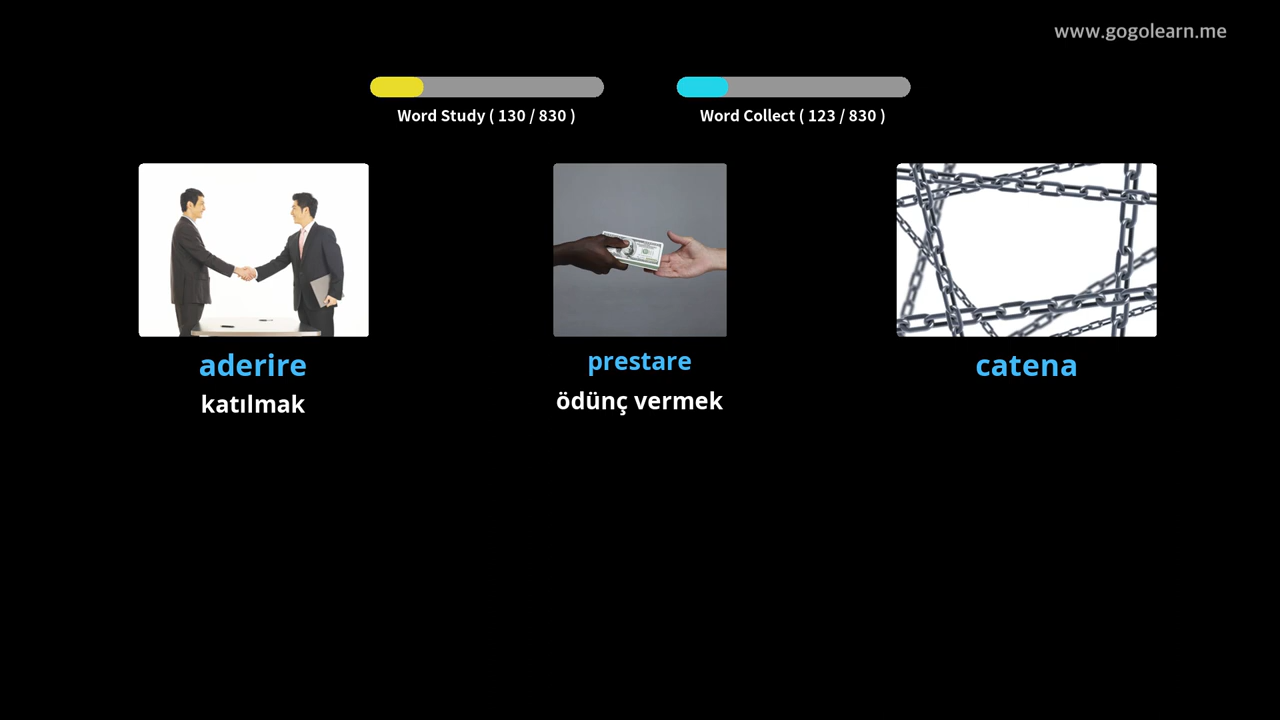 www.gogolearn.me
Word Study ( 130 / 830 )
Word Collect ( 123 / 830 )
aderire
katılmak
prestare
ödünç vermek
catena